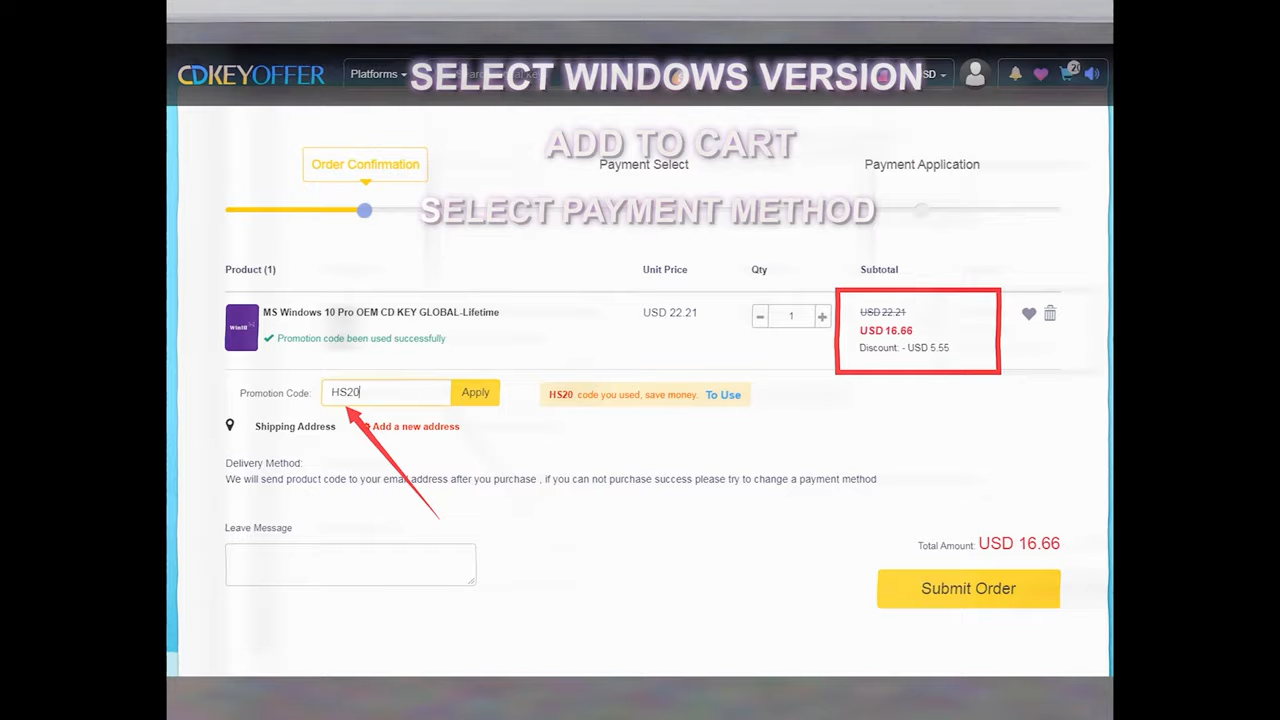 CDKEYOFFER Platforms SELECT WINDOWS VERSION
ADD TO CART
Order Confirmation Payment Select Payment Application
SELECT PAYMENT METHOD
Product (1) Unit Price Qty Subtotal
MS Windows 10 Pro OEM CD KEY GLOBAL-Lifetime USD 22.21 1 USD 22.21
Win10
USD 16.66
Promotion code been used successfully
Discount: - USD 5.55
Promotion Code: HS20 Apply HS20 code you used, save money. To Use
Shipping Address Add a new address
Delivery Method:
We will send product code to your email address after you purchase , if you can not purchase success please try to change a payment method
Leave Message
Total Amount: USD 16.66
Submit Order